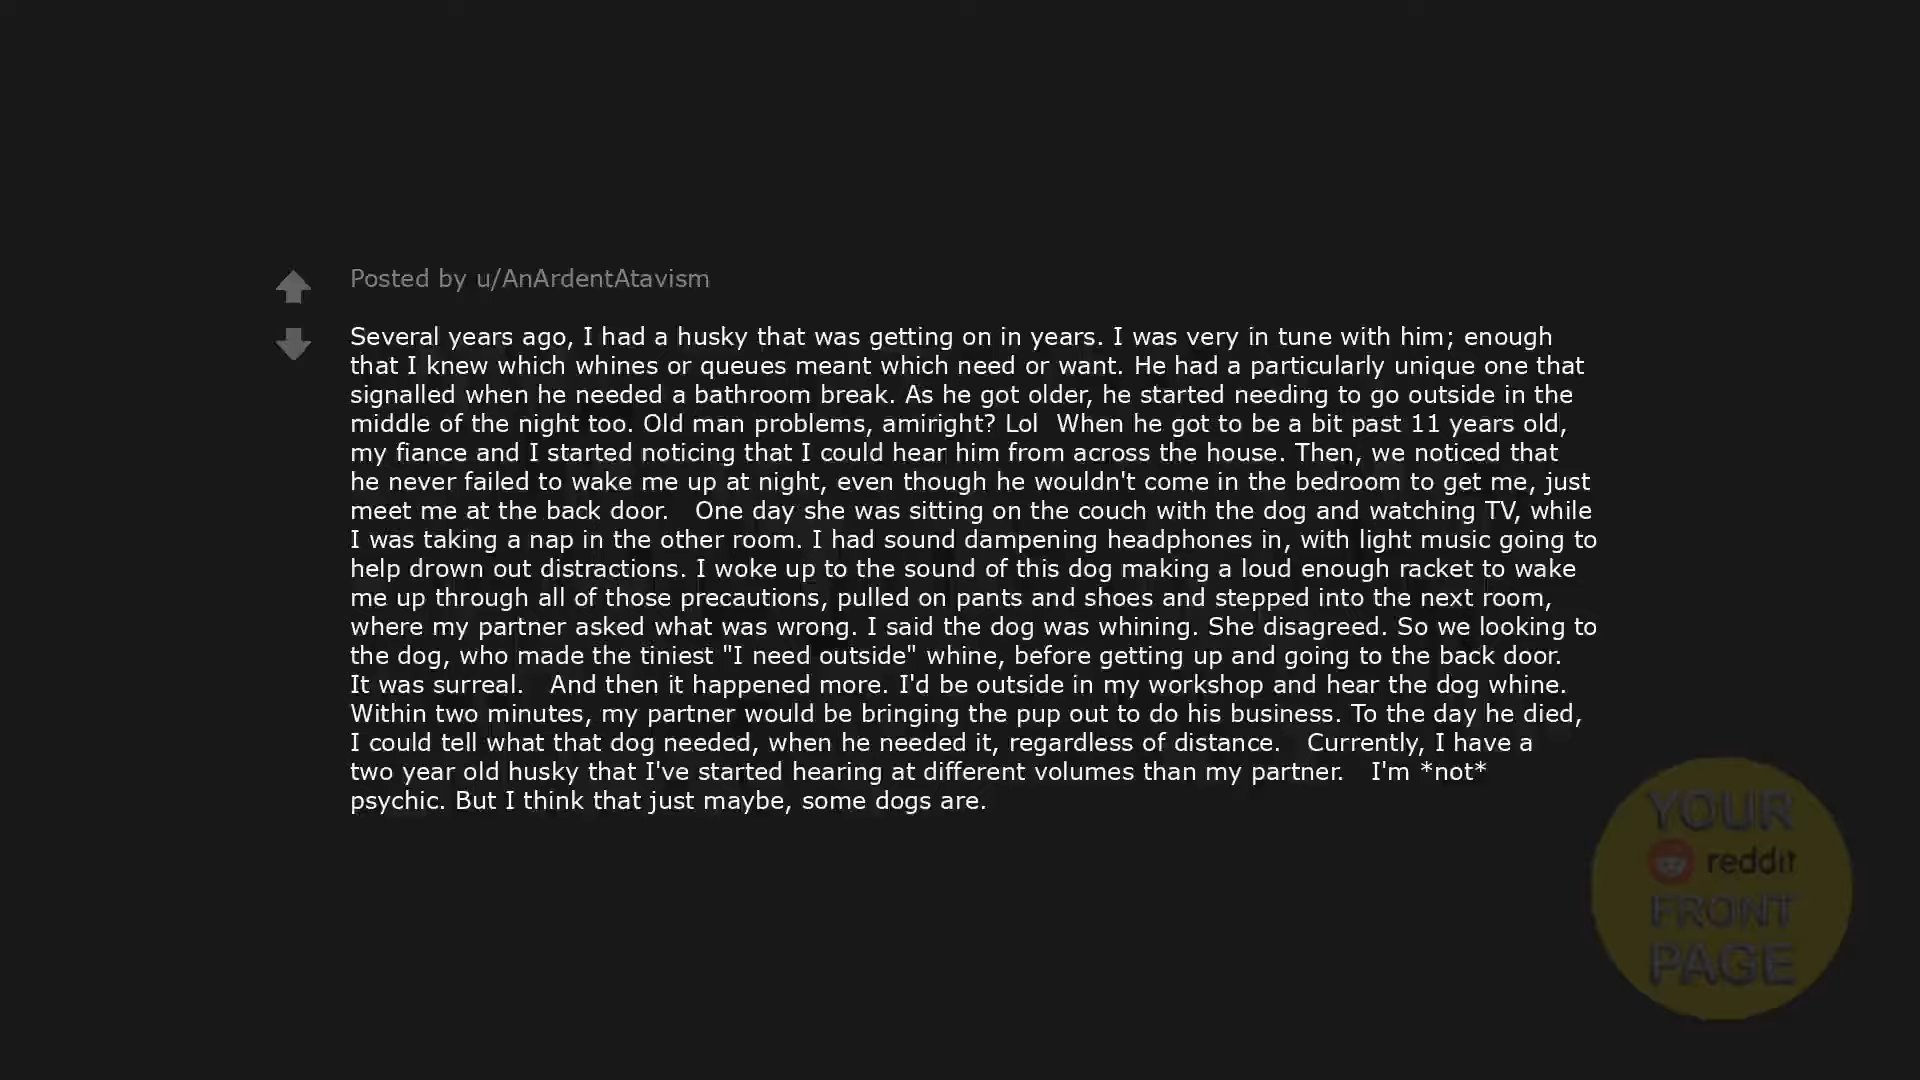 Posted by u/AnArdentAtavism
Several years ago, I had a husky that was getting on in years. I was very in tune with him; enough
that I knew which whines or queues meant which need or want. He had a particularly unique one that
signalled when he needed a bathroom break. As he got older, he started needing to go outside in the
middle of the night too. Old man problems, amiright? Lol  When he got to be a bit past 11 years old,
my fiance and I started noticing that I could hear him from across the house. Then, we noticed that
he never failed to wake me up at night, even though he wouldn't come in the bedroom to get me, just
meet me at the back door.   One day she was sitting on the couch with the dog and watching TV, while
I was taking a nap in the other room. I had sound dampening headphones in, with light music going to
help drown out distractions. I woke up to the sound of this dog making a loud enough racket to wake
me up through all of those precautions, pulled on pants and shoes and stepped into the next room,
where my partner asked what was wrong. I said the dog was whining. She disagreed. So we looking to
the dog, who made the tiniest "I need outside" whine, before getting up and going to the back door.
It was surreal.   And then it happened more. I'd be outside in my workshop and hear the dog whine.
Within two minutes, my partner would be bringing the pup out to do his business. To the day he died,
I could tell what that dog needed, when he needed it, regardless of distance.   Currently, I have a
two year old husky that I've started hearing at different volumes than my partner.   I'm *not*
psychic. But I think that just maybe, some dogs are.
YOUR
reddit
FRONT
PAGE